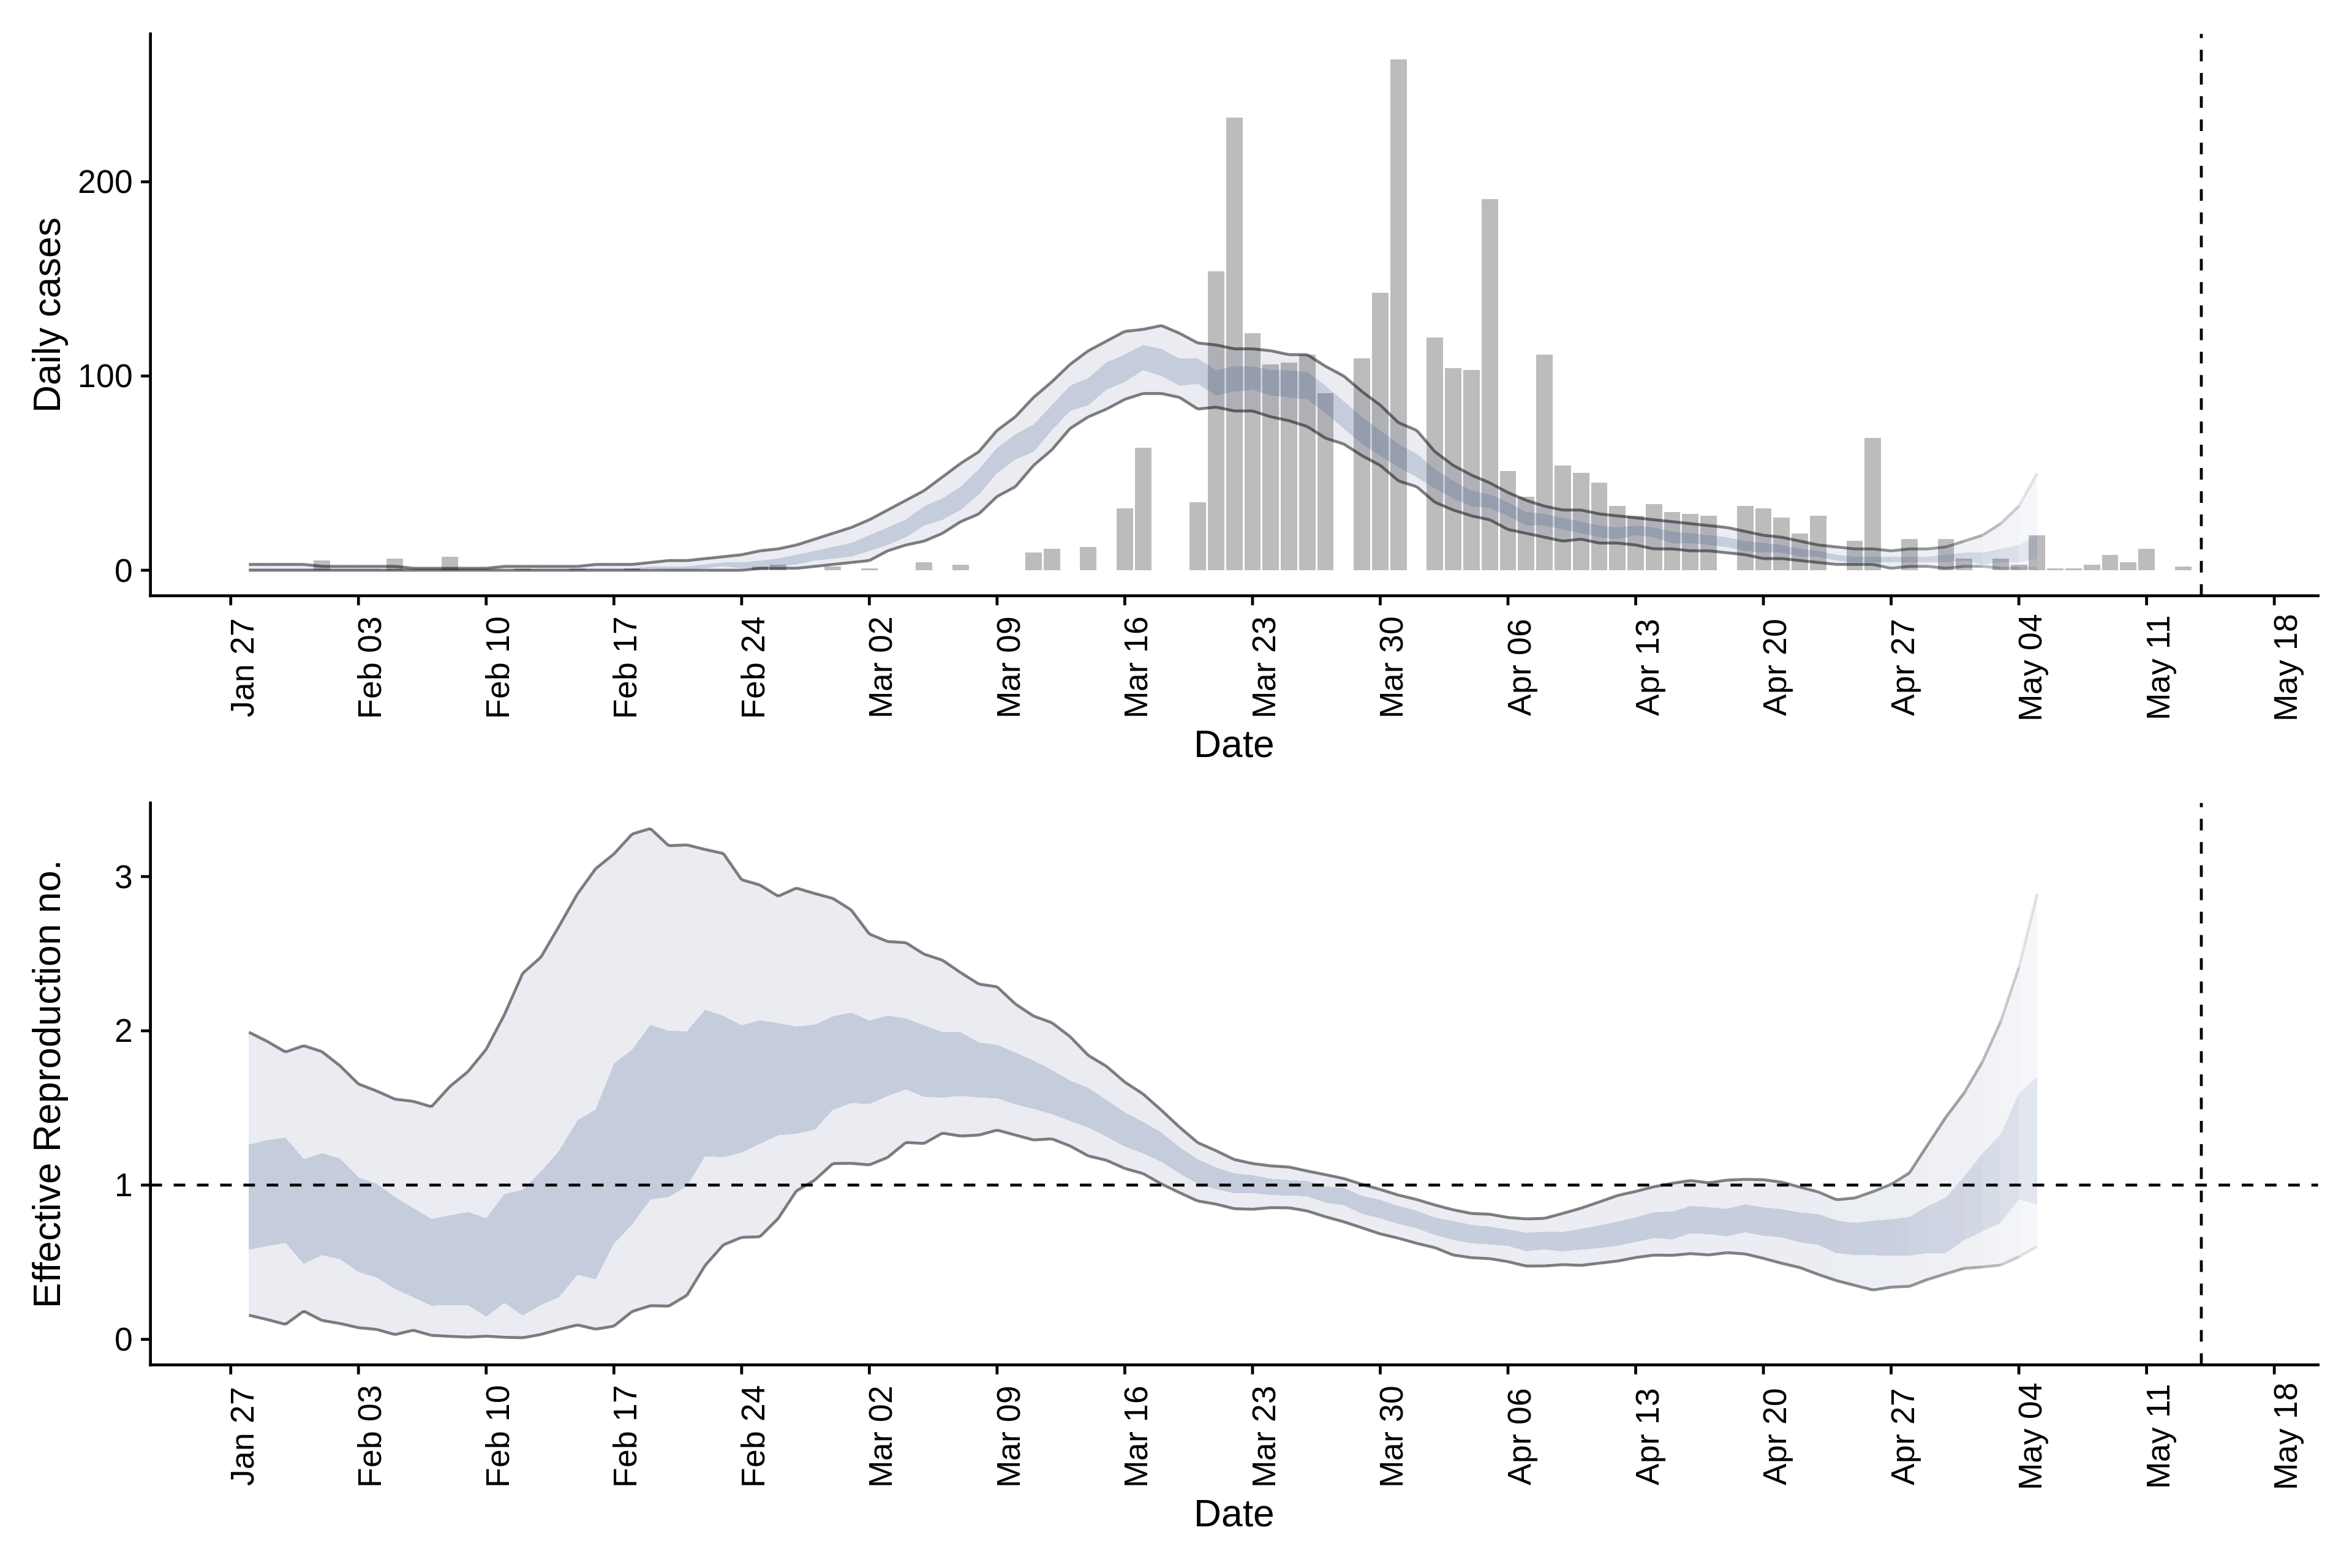 Daily cases
200
100
0
Jan 27
Feb 03
Feb 10
Feb 17
Feb 24
Mar 02
Mar 09
Mar 16
Mar 23
Mar 30
Apr 06
Apr 13
Apr 20
Apr 27
May 04
May 11
May 18
Date
Effective Reproduction no.
3
2
1
0
Jan 27
Feb 03
Feb 10
Feb 17
Feb 24
Mar 02
Mar 09
Mar 16
Mar 23
Mar 30
Apr 06
Apr 13
Apr 20
Apr 27
May 04
May 11
May 18
Date